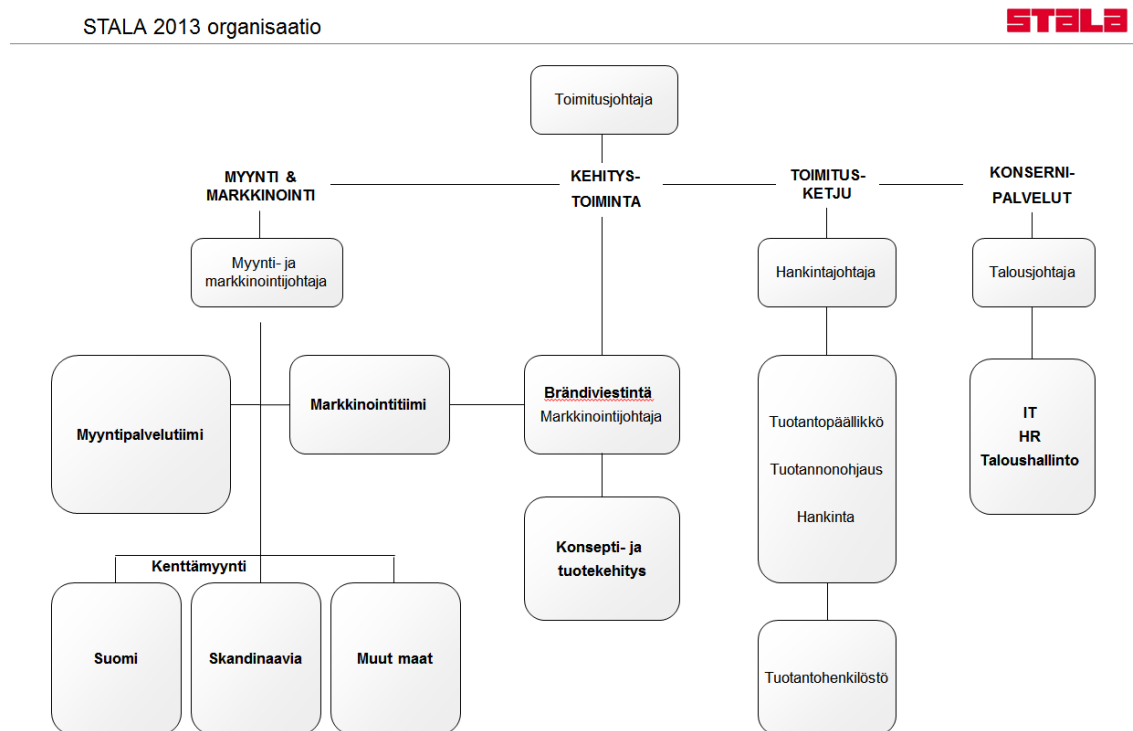 STALA 2013 organisaatio
STALA
Toimitusjohtaja
MYYNTI &
MARKKINOINTI
KEHITYS-
TOIMINTA
TOIMITUS-
KETJU
KONSERNI-
PALVELUT
Myynti- ja
markkinointijohtaja
Hankintajohtaja
Talousjohtaja
Myyntipalvelutiimi
Markkinointitiimi
Brändiviestintä
Markkinointijohtaja
Tuotantopäällikkö
Tuotannonohjaus
Hankinta
IT
HR
Taloushallinto
Konsepti- ja
tuotekehitys
Kenttämyynti
Suomi
Skandinaavia
Muut maat
Tuotantohenkilöstö